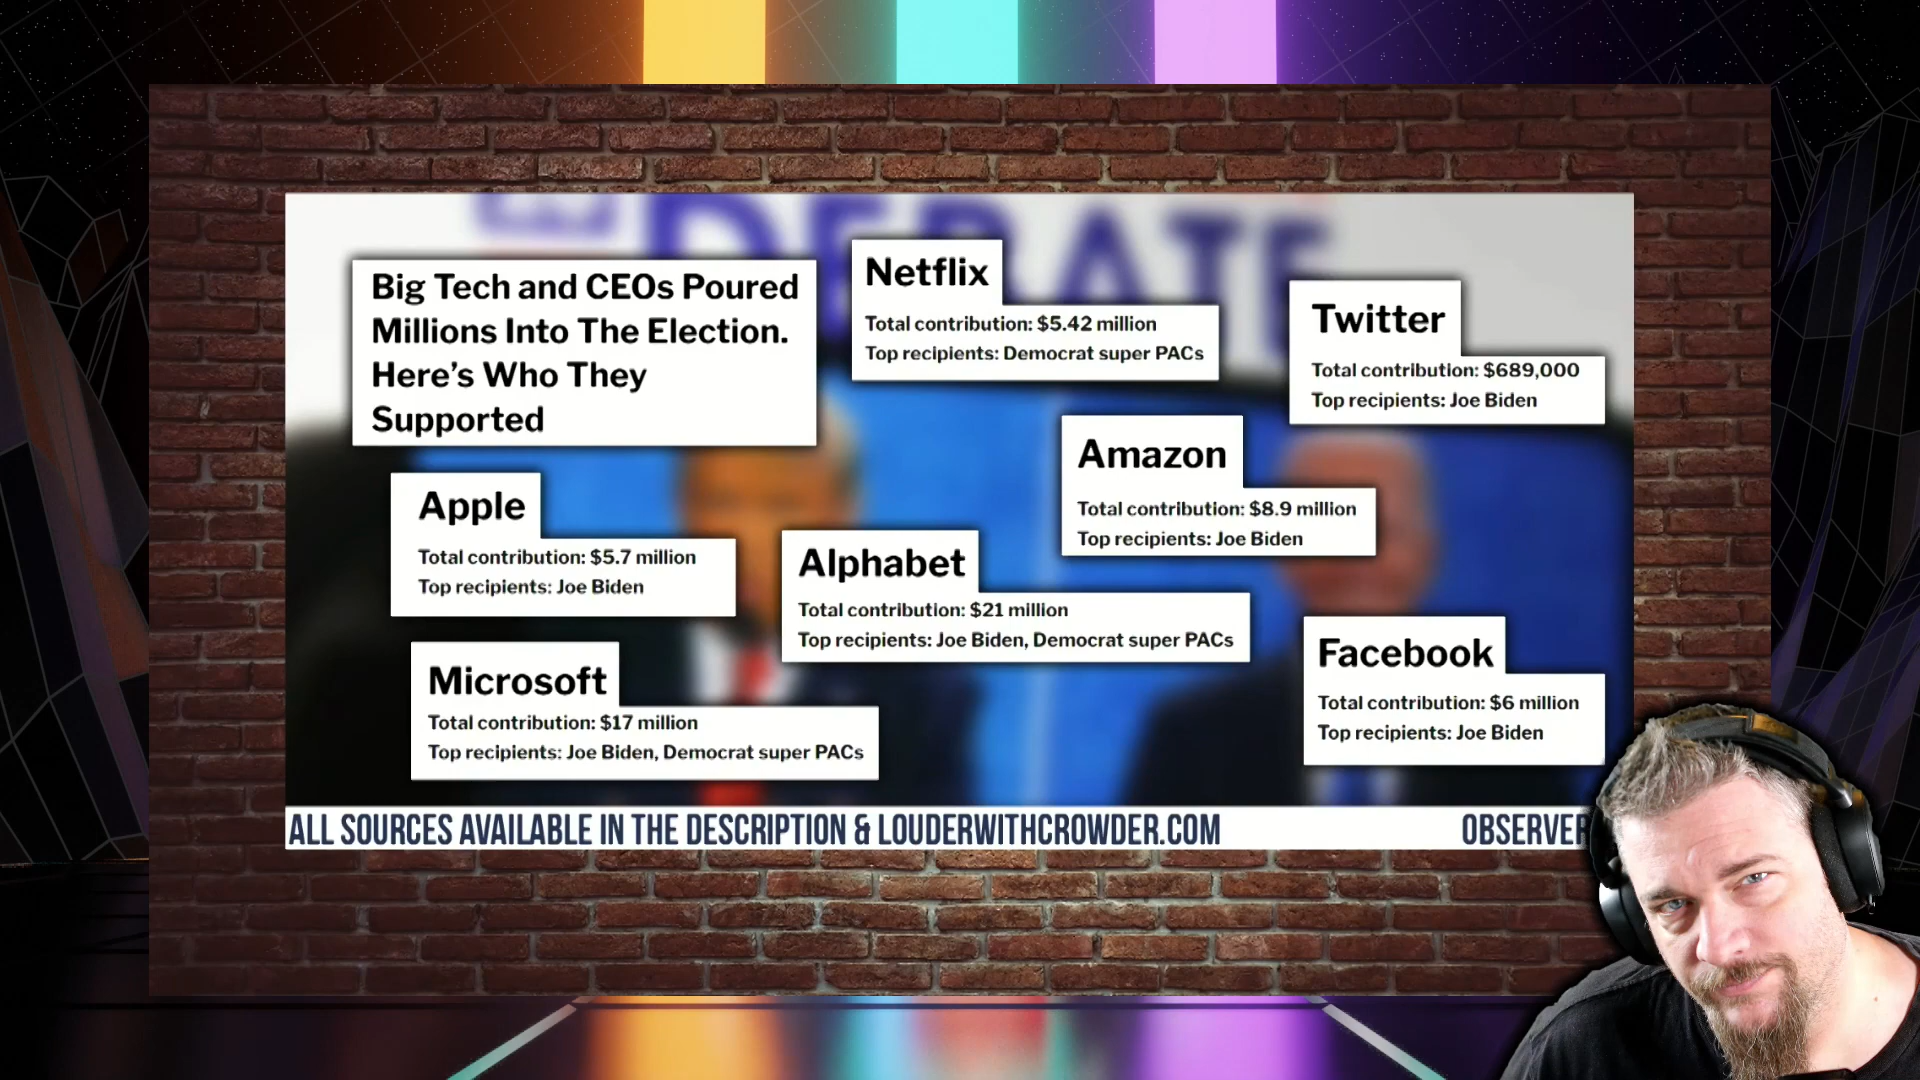 DEBATE
Big Tech and CEOs Poured
Millions Into The Election.
Here's Who They
Supported
Netflix
Total contribution: $5.42 million
Top recipients: Democrat super PACs
Twitter
Total contribution: $689,000
Top recipients: Joe Biden
Amazon
Total contribution: $8.9 million
Top recipients: Joe Biden
Apple
Total contribution: $5.7 million
Top recipients: Joe Biden
Alphabet
Total contribution: $21 million
Top recipients: Joe Biden, Democrat super PACs
Microsoft
Total contribution: $17 million
Top recipients: Joe Biden, Democrat super PACs
Facebook
Total contribution: $6 million
Top recipients: Joe Biden
ALL SOURCES AVAILABLE IN THE DESCRIPTION & LOUDERWITHCROWDER.COM
OBSERVER